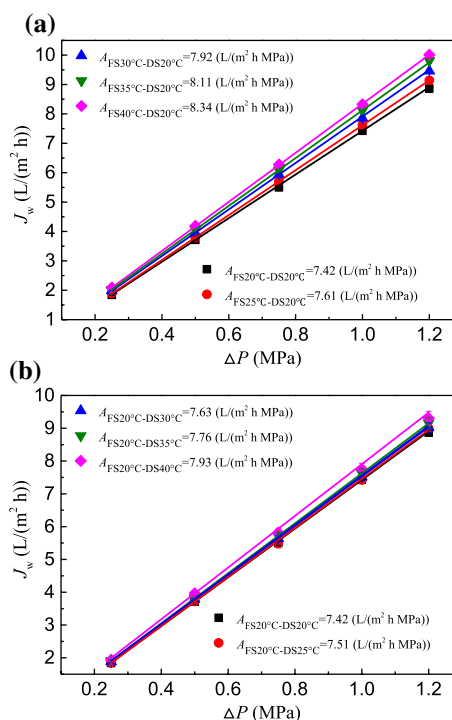 (a)
10
9
8
7
6
5
4
3
2
1
J_w (L/(m² h))
A_FS30°C-DS20°C=7.92 (L/(m² h MPa))
A_FS35°C-DS20°C=8.11 (L/(m² h MPa))
A_FS40°C-DS20°C=8.34 (L/(m² h MPa))
A_FS20°C-DS20°C=7.42 (L/(m² h MPa))
A_FS25°C-DS20°C=7.61 (L/(m² h MPa))
0.2 0.4 0.6 0.8 1.0 1.2
△P (MPa)
(b)
10
9
8
7
6
5
4
3
2
J_w (L/(m² h))
A_FS20°C-DS30°C=7.63 (L/(m² h MPa))
A_FS20°C-DS35°C=7.76 (L/(m² h MPa))
A_FS20°C-DS40°C=7.93 (L/(m² h MPa))
A_FS20°C-DS20°C=7.42 (L/(m² h MPa))
A_FS20°C-DS25°C=7.51 (L/(m² h MPa))
0.2 0.4 0.6 0.8 1.0 1.2
△P (MPa)